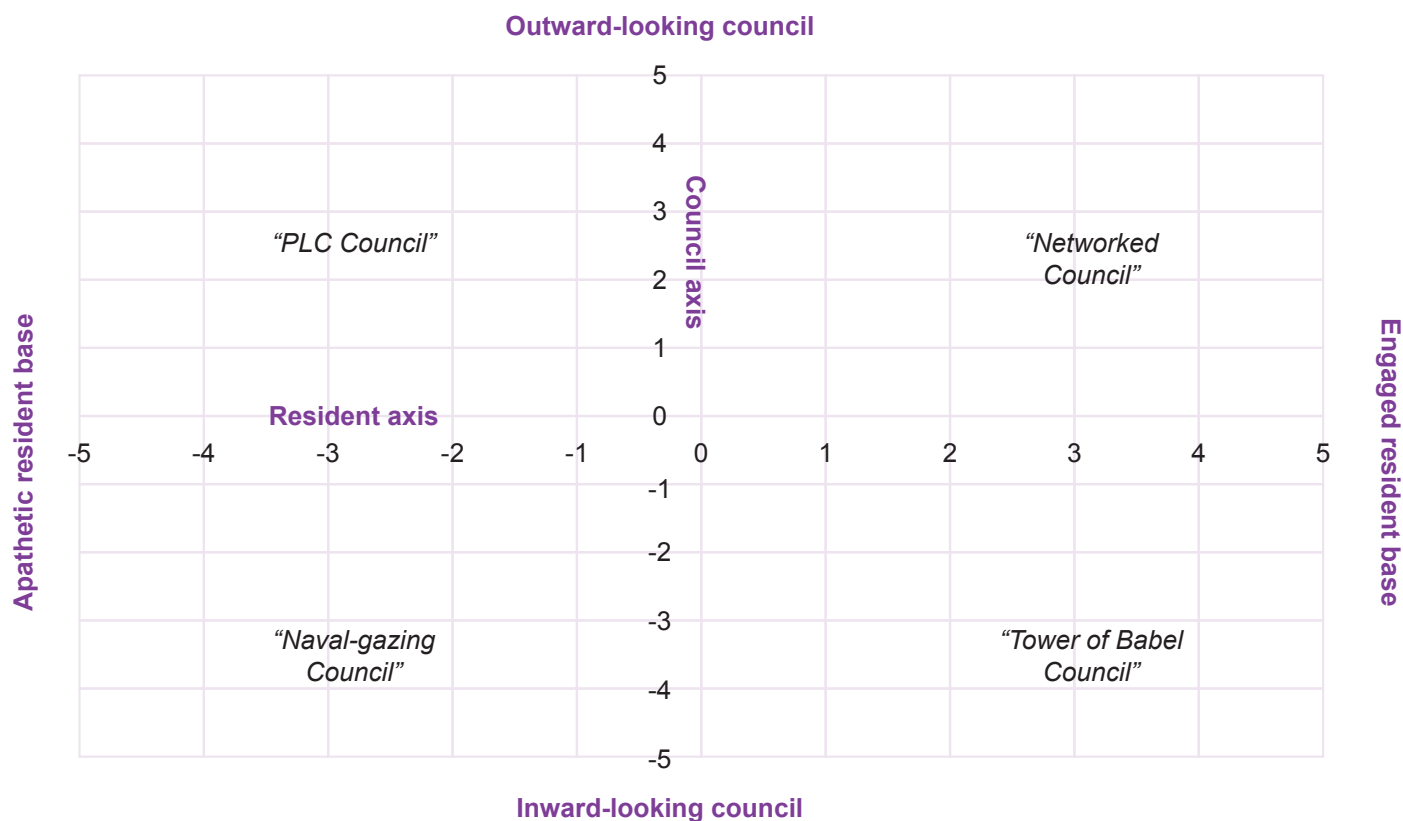 Outward-looking council
5
4
3
2
1
0
-1
-2
-3
-4
-5
Council axis
“PLC Council”
“Networked
Council”
Apathetic resident base
Resident axis
Engaged resident base
-5 -4 -3 -2 -1 0 1 2 3 4 5
“Naval-gazing
Council”
“Tower of Babel
Council”
Inward-looking council